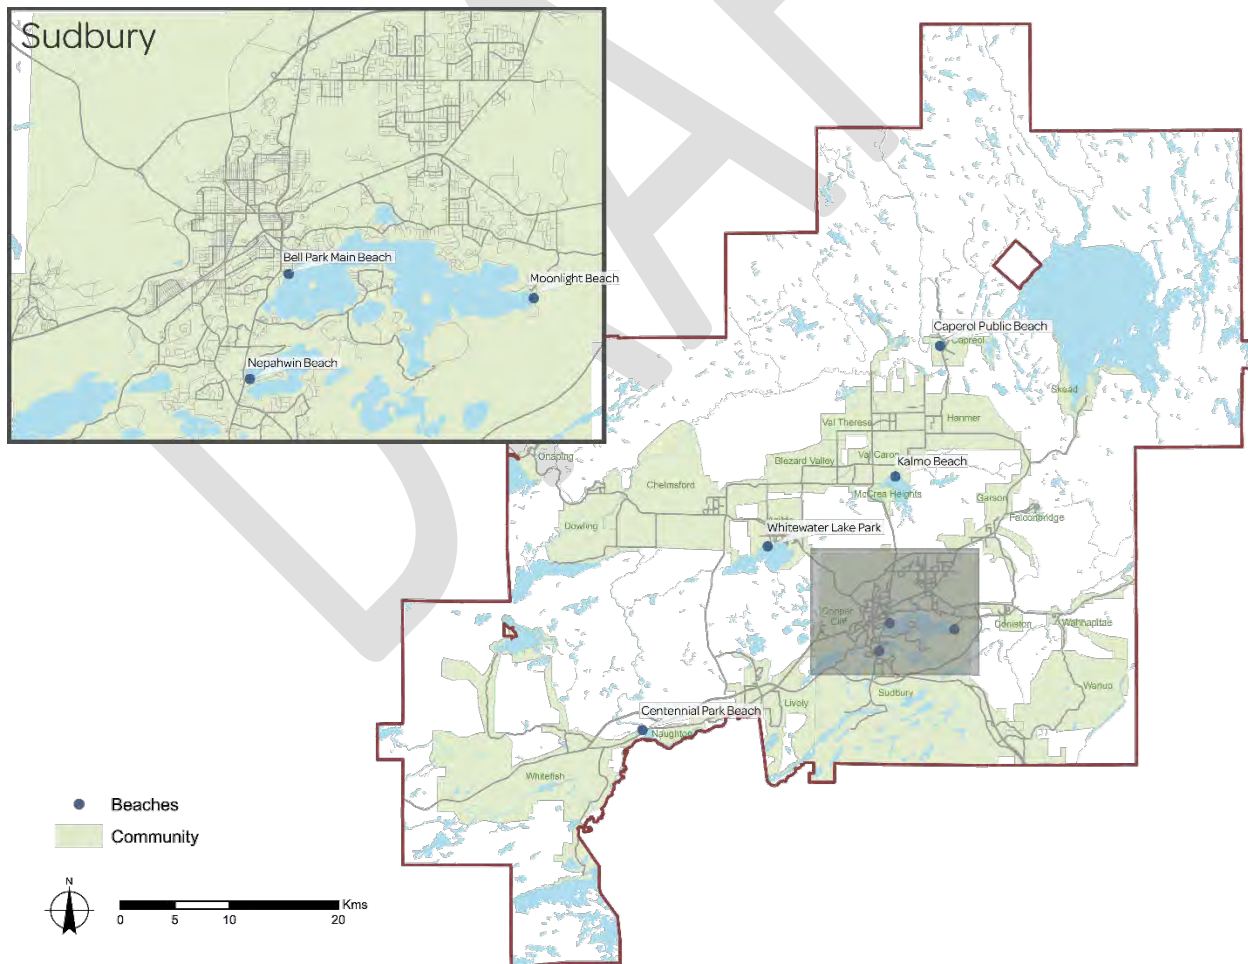 Sudbury
Bell Park Main Beach
Moonlight Beach
Nepahwin Beach
Caperol Public Beach
Capreol
Skead
Val Therese
Hanmer
Blezard Valley
Val Caron
Kalmo Beach
Onaping
Chelmsford
McCrea Heights
Garson
Falconbridge
Dowling
Whitewater Lake Park
Copper
Cliff
Coniston
Wahnapitae
Sudbury
Wanup
Lively
Centennial Park Beach
Naughton
Whitefish
Beaches
Community
N
Kms
0 5 10 20
DRAFT